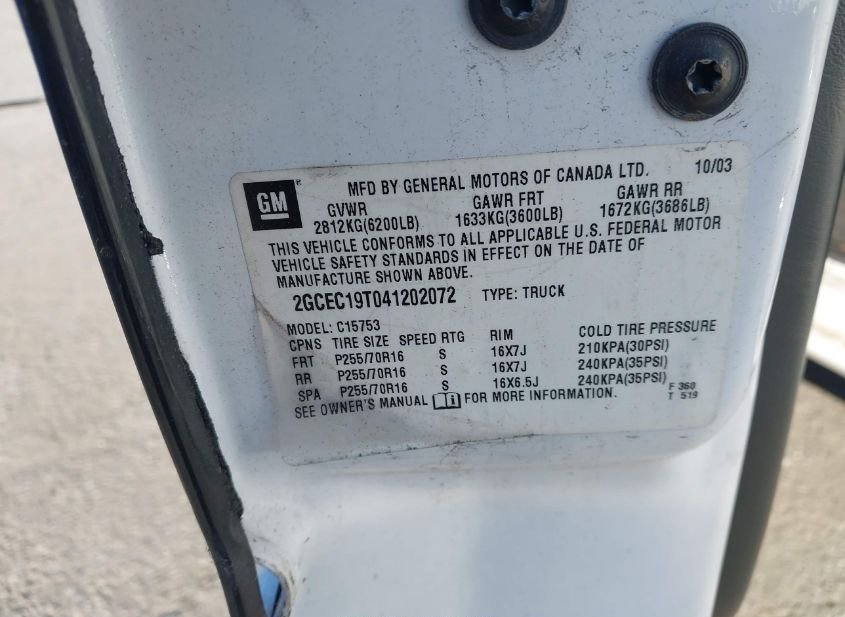 GM
MFD BY GENERAL MOTORS OF CANADA LTD. 10/03
GVWR GAWR FRT GAWR RR
2812KG(6200LB) 1633KG(3600LB) 1672KG(3686LB)
THIS VEHICLE CONFORMS TO ALL APPLICABLE U.S. FEDERAL MOTOR
VEHICLE SAFETY STANDARDS IN EFFECT ON THE DATE OF
MANUFACTURE SHOWN ABOVE.
2GCEC19T041202072 TYPE: TRUCK
MODEL: C15753
CPNS TIRE SIZE SPEED RTG RIM COLD TIRE PRESSURE
FRT P255/70R16 S 16X7J 210KPA(30PSI)
RR P255/70R16 S 16X7J 240KPA(35PSI)
SPA P255/70R16 S 16X6.5J 240KPA(35PSI)
SEE OWNER'S MANUAL FOR MORE INFORMATION.
F 360
T 519